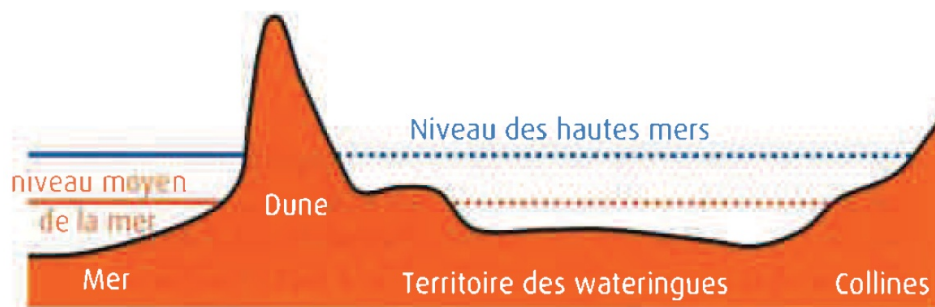 Niveau des hautes mers
niveau moyen
de la mer
Dune
Mer
Territoire des wateringues
Collines